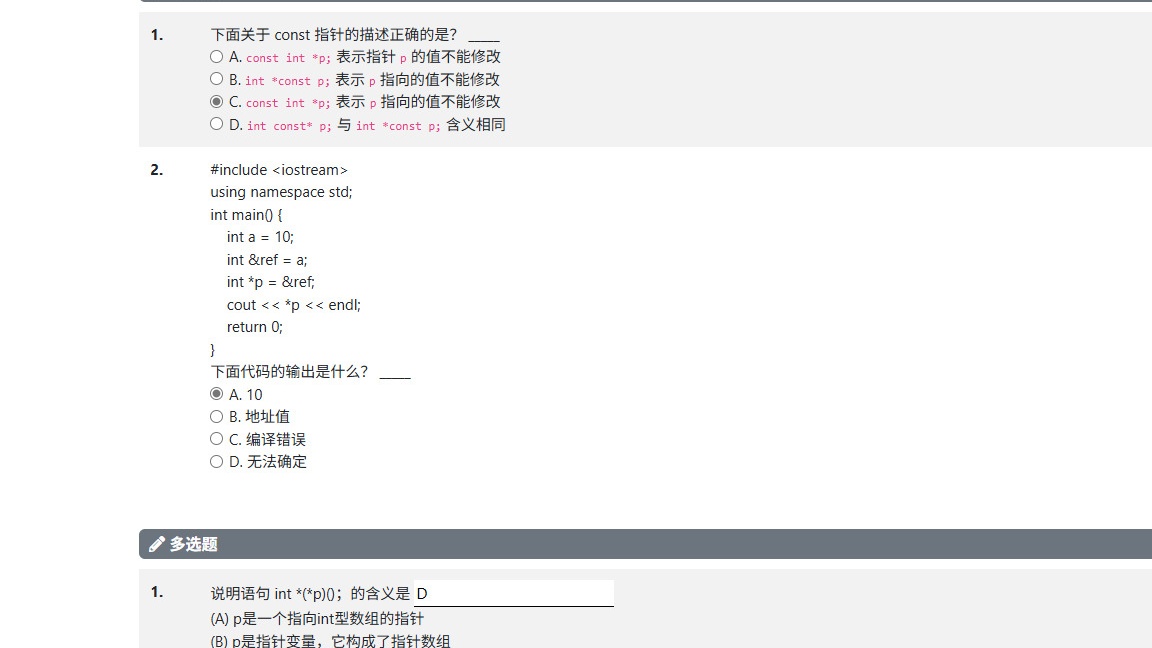 1. 下面关于 const 指针的描述正确的是？ ____
A. const int *p; 表示指针 p 的值不能修改
B. int *const p; 表示 p 指向的值不能修改
C. const int *p; 表示 p 指向的值不能修改
D. int const* p; 与 int *const p; 含义相同
2. #include <iostream>
using namespace std;
int main() {
int a = 10;
int &ref = a;
int *p = &ref;
cout << *p << endl;
return 0;
}
下面代码的输出是什么？ ____
A. 10
B. 地址值
C. 编译错误
D. 无法确定
多选题
1. 说明语句 int *(*p)()；的含义是 D
(A) p是一个指向int型数组的指针
(B) p是指针变量，它构成了指针数组